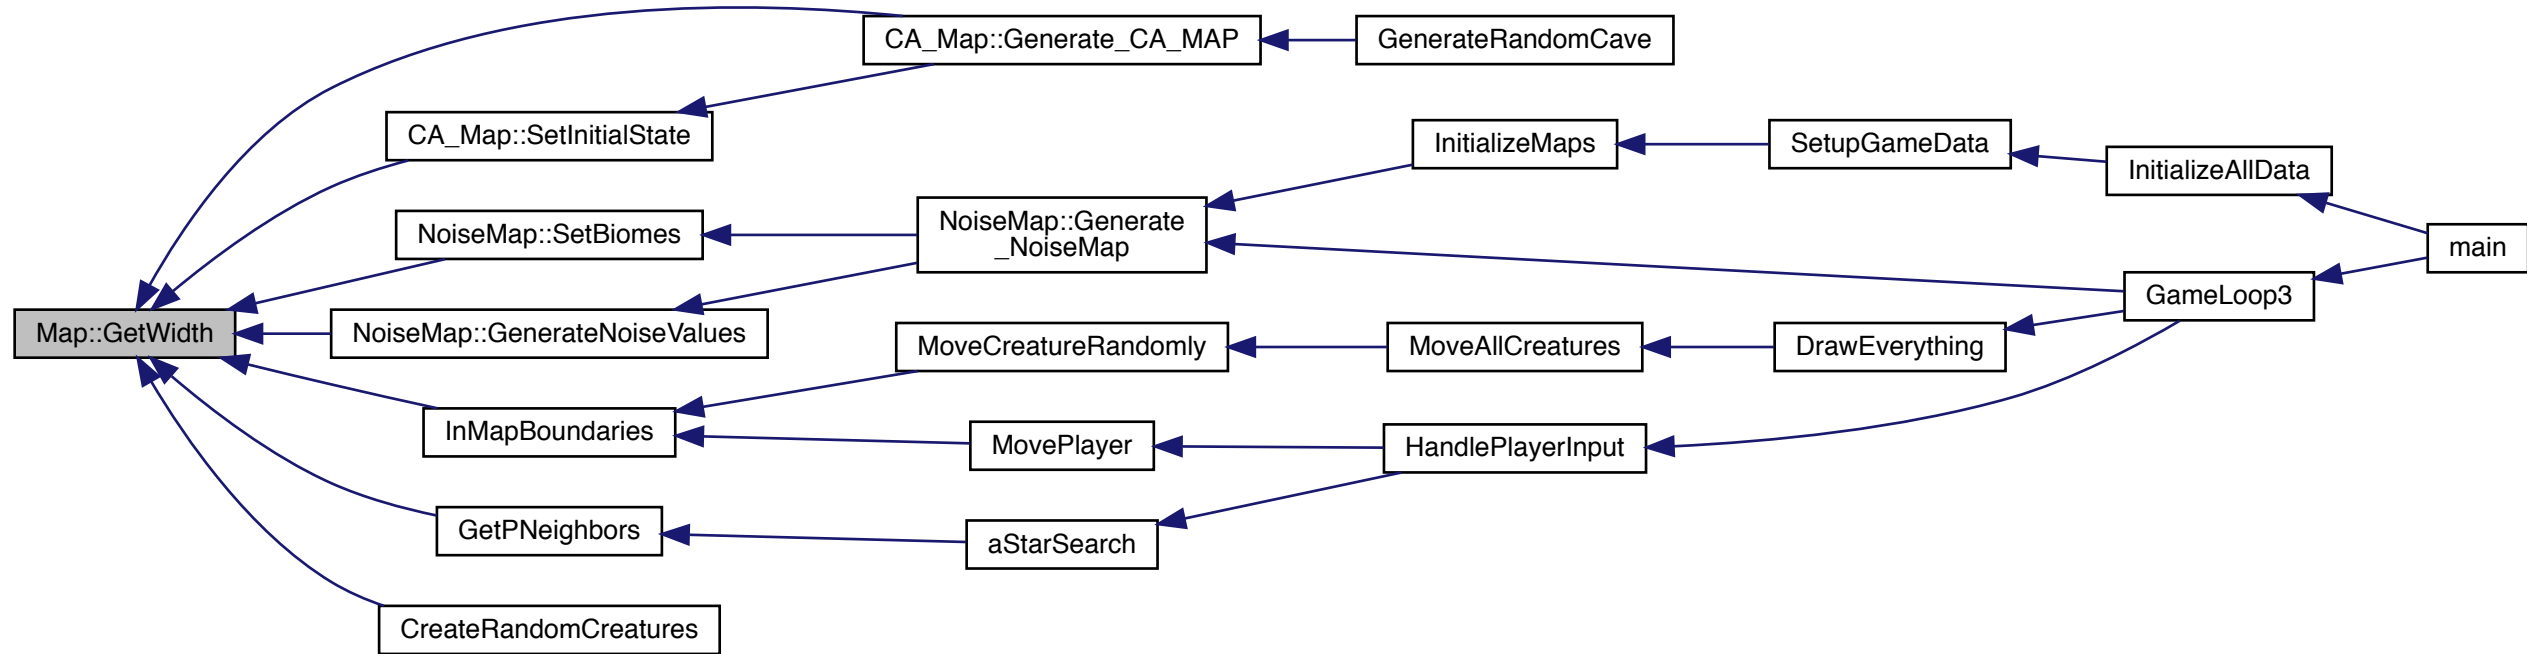 CA_Map::Generate_CA_MAP
GenerateRandomCave
CA_Map::SetInitialState
InitializeMaps
SetupGameData
InitializeAllData
NoiseMap::SetBiomes
NoiseMap::Generate
_NoiseMap
main
GameLoop3
Map::GetWidth
NoiseMap::GenerateNoiseValues
MoveCreatureRandomly
MoveAllCreatures
DrawEverything
InMapBoundaries
MovePlayer
HandlePlayerInput
GetPNeighbors
aStarSearch
CreateRandomCreatures